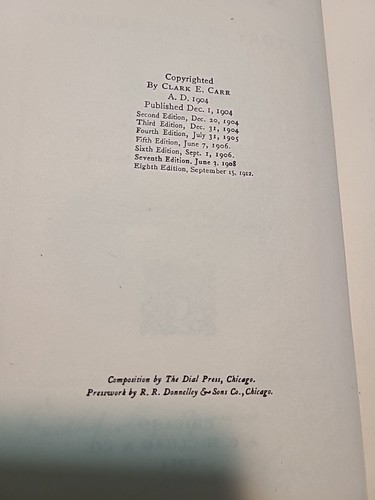 Copyrighted
By CLARK E. CARR
A. D. 1904
Published Dec. 1, 1904
Second Edition, Dec. 20, 1904
Third Edition, Dec. 31, 1904
Fourth Edition, July 31, 1905
Fifth Edition, June 7, 1906.
Sixth Edition, Sept. 1, 1906.
Seventh Edition, June 3, 1908
Eighth Edition, September 15, 1912.
Composition by The Dial Press, Chicago.
Presswork by R. R. Donnelley & Sons Co., Chicago.